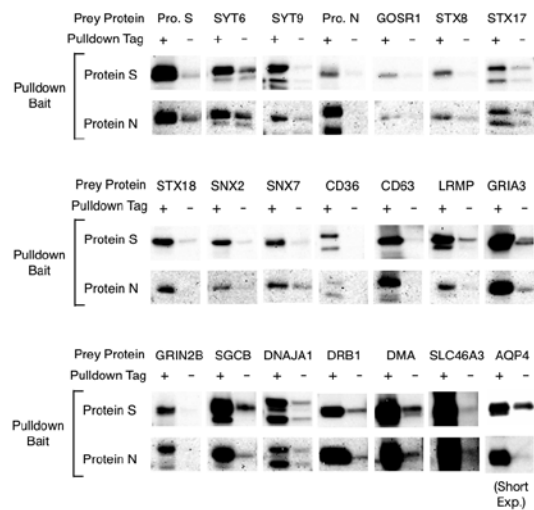 Prey Protein Pro. S SYT6 SYT9 Pro. N GOSR1 STX8 STX17
Pulldown Tag + - + - + - + - + - + - + -
Pulldown Bait
Protein S
Protein N
Prey Protein STX18 SNX2 SNX7 CD36 CD63 LRMP GRIA3
Pulldown Tag + - + - + - + - + - + - + -
Pulldown Bait
Protein S
Protein N
Prey Protein GRIN2B SGCB DNAJA1 DRB1 DMA SLC46A3 AQP4
Pulldown Tag + - + - + - + - + - + - + -
Pulldown Bait
Protein S
Protein N
(Short
Exp.)